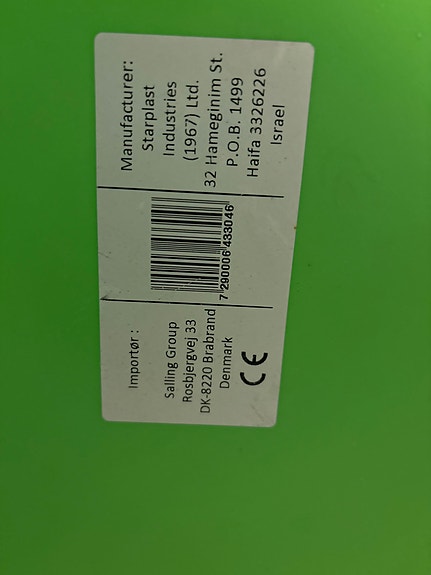 Importør :
Salling Group
Rosbjergvej 33
DK-8220 Brabrand
Denmark
CE
7 290006 433046
Manufacturer:
Starplast
Industries
(1967) Ltd.
32 Hameginim St.
P.O.B. 1499
Haifa 3326226
Israel